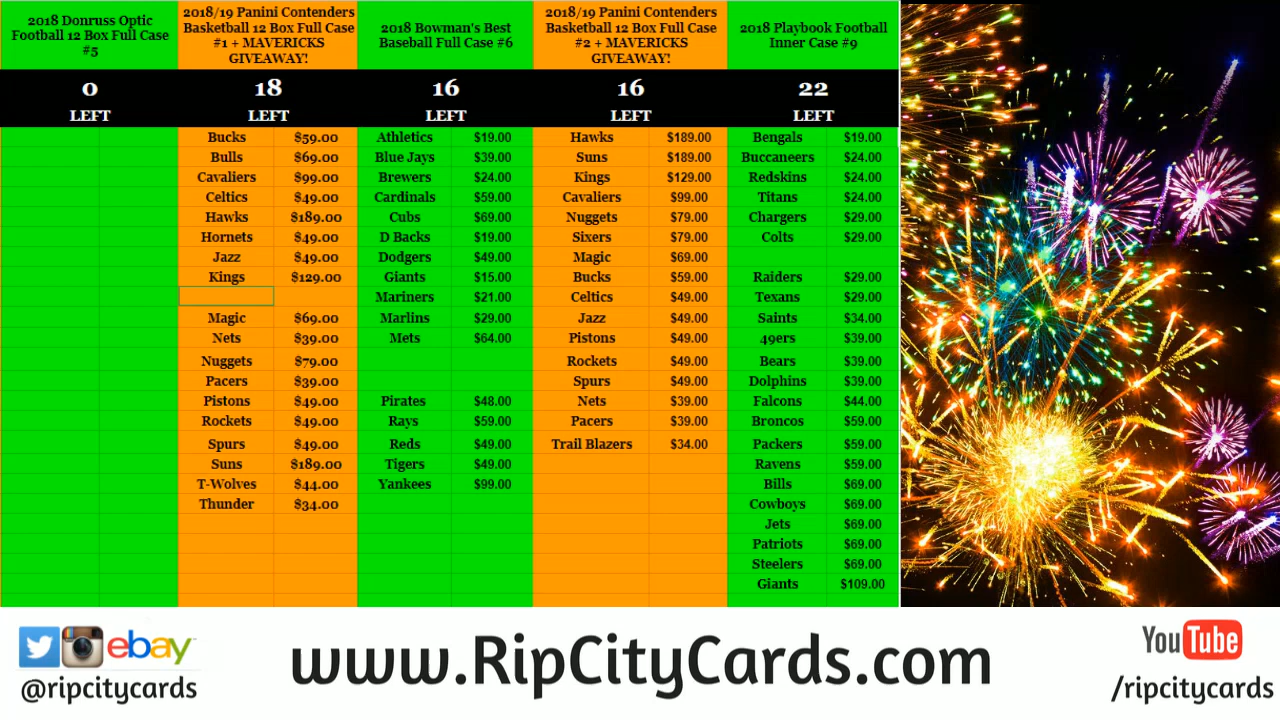 2018 Donruss Optic
Football 12 Box Full Case
#5
0
LEFT
2018/19 Panini Contenders
Basketball 12 Box Full Case
#1 + MAVERICKS
GIVEAWAY!
18
LEFT
Bucks $59.00
Bulls $69.00
Cavaliers $99.00
Celtics $49.00
Hawks $189.00
Hornets $49.00
Jazz $49.00
Kings $129.00
Magic $69.00
Nets $39.00
Nuggets $79.00
Pacers $39.00
Pistons $49.00
Rockets $49.00
Spurs $49.00
Suns $189.00
T-Wolves $44.00
Thunder $34.00
2018 Bowman's Best
Baseball Full Case #6
16
LEFT
Athletics $19.00
Blue Jays $39.00
Brewers $24.00
Cardinals $59.00
Cubs $69.00
D Backs $19.00
Dodgers $49.00
Giants $15.00
Mariners $21.00
Marlins $29.00
Mets $64.00
Pirates $48.00
Rays $59.00
Reds $49.00
Tigers $49.00
Yankees $99.00
2018/19 Panini Contenders
Basketball 12 Box Full Case
#2 + MAVERICKS
GIVEAWAY!
16
LEFT
Hawks $189.00
Suns $189.00
Kings $129.00
Cavaliers $99.00
Nuggets $79.00
Sixers $79.00
Magic $69.00
Bucks $59.00
Celtics $49.00
Jazz $49.00
Pistons $49.00
Rockets $49.00
Spurs $49.00
Nets $39.00
Pacers $39.00
Trail Blazers $34.00
2018 Playbook Football
Inner Case #9
22
LEFT
Bengals $19.00
Buccaneers $24.00
Redskins $24.00
Titans $24.00
Chargers $29.00
Colts $29.00
Raiders $29.00
Texans $29.00
Saints $34.00
49ers $39.00
Bears $39.00
Dolphins $39.00
Falcons $44.00
Broncos $59.00
Packers $59.00
Ravens $59.00
Bills $69.00
Cowboys $69.00
Jets $69.00
Patriots $69.00
Steelers $69.00
Giants $109.00
ebay
@ripcitycards
www.RipCityCards.com
YouTube
/ripcitycards